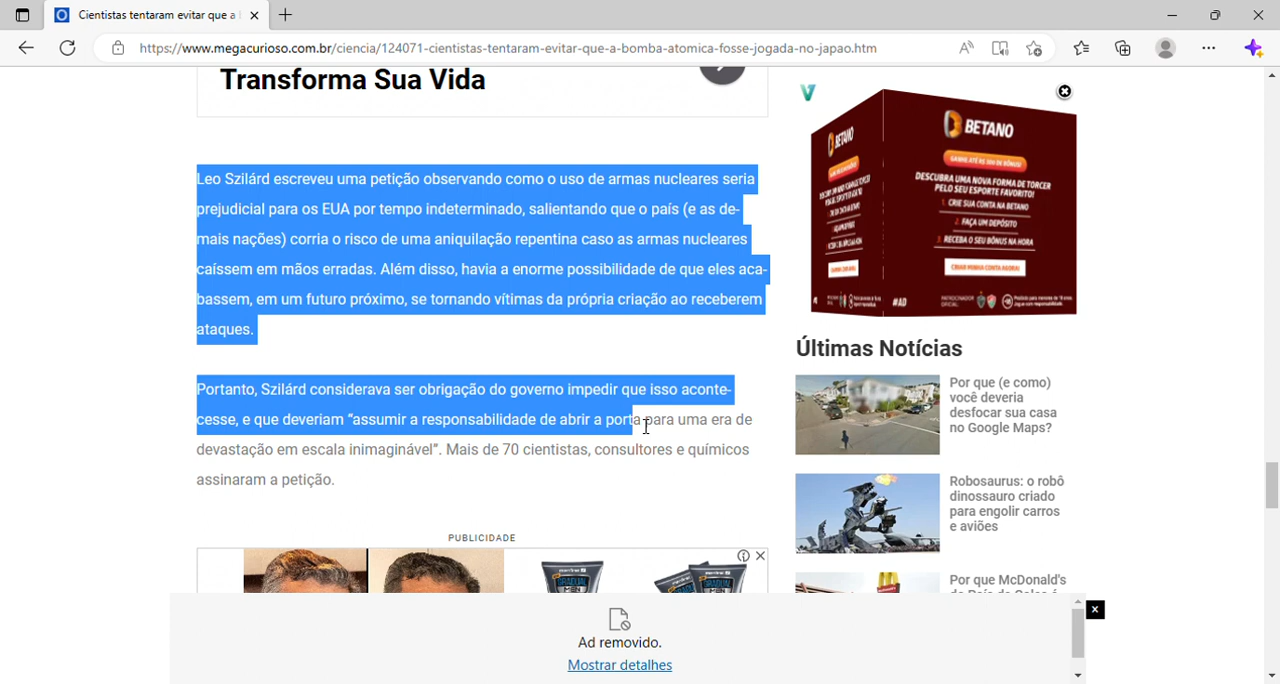 Cientistas tentaram evitar que a
https://www.megacurioso.com.br/ciencia/124071-cientistas-tentaram-evitar-que-a-bomba-atomica-fosse-jogada-no-japao.htm
Transforma Sua Vida
Leo Szilárd escreveu uma petição observando como o uso de armas nucleares seria
prejudicial para os EUA por tempo indeterminado, salientando que o país (e as de-
mais nações) corria o risco de uma aniquilação repentina caso as armas nucleares
caíssem em mãos erradas. Além disso, havia a enorme possibilidade de que eles aca-
bassem, em um futuro próximo, se tornando vítimas da própria criação ao receberem
ataques.
Portanto, Szilárd considerava ser obrigação do governo impedir que isso aconte-
cesse, e que deveriam “assumir a responsabilidade de abrir a porta para uma era de
devastação em escala inimaginável”. Mais de 70 cientistas, consultores e químicos
assinaram a petição.
PUBLICIDADE
Ad removido.
Mostrar detalhes
BETANO
BETANO
DESCUBRA UMA NOVA FORMA DE TORCER
PELO SEU ESPORTE FAVORITO!
1. CRIE SUA CONTA NA BETANO
2. FAÇA UM DEPÓSITO
3. RECEBA O SEU BÔNUS NA HORA
CRIAR MINHA CONTA AGORA!
#AD
Últimas Notícias
Por que (e como)
você deveria
desfocar sua casa
no Google Maps?
Robosaurus: o robô
dinossauro criado
para engolir carros
e aviões
Por que McDonald's